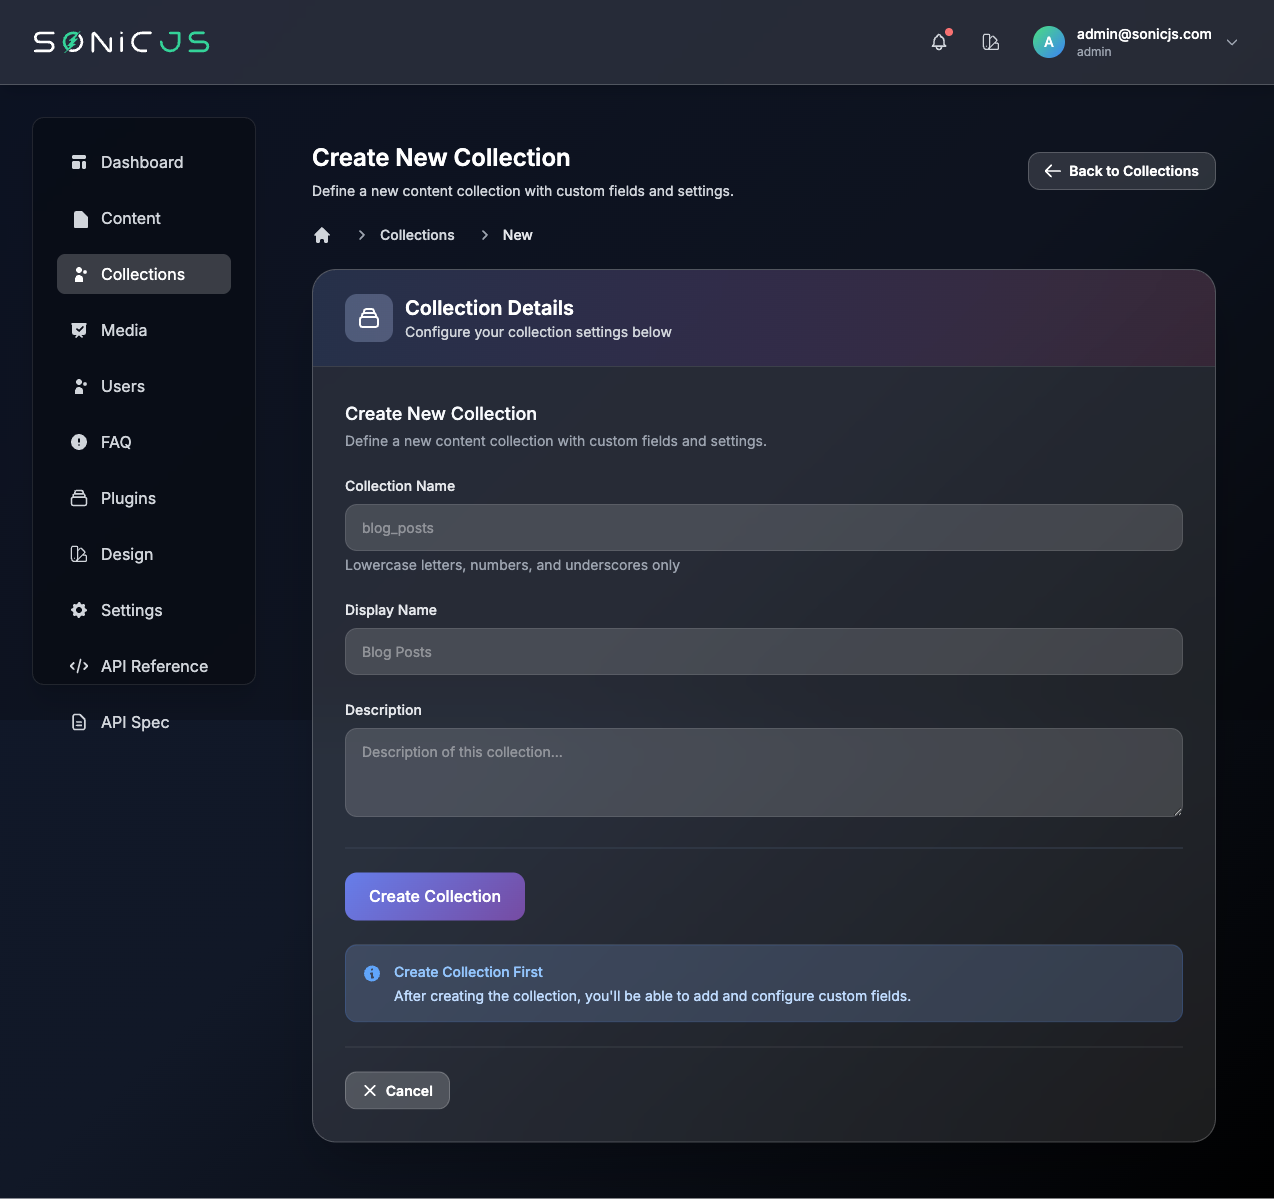 SONIC JS
A
admin@sonicjs.com
admin
Dashboard
Content
Collections
Media
Users
FAQ
Plugins
Design
Settings
API Reference
API Spec
Create New Collection
Define a new content collection with custom fields and settings.
Back to Collections
Collections
New
Collection Details
Configure your collection settings below
Create New Collection
Define a new content collection with custom fields and settings.
Collection Name
blog_posts
Lowercase letters, numbers, and underscores only
Display Name
Blog Posts
Description
Description of this collection...
Create Collection
Create Collection First
After creating the collection, you'll be able to add and configure custom fields.
Cancel